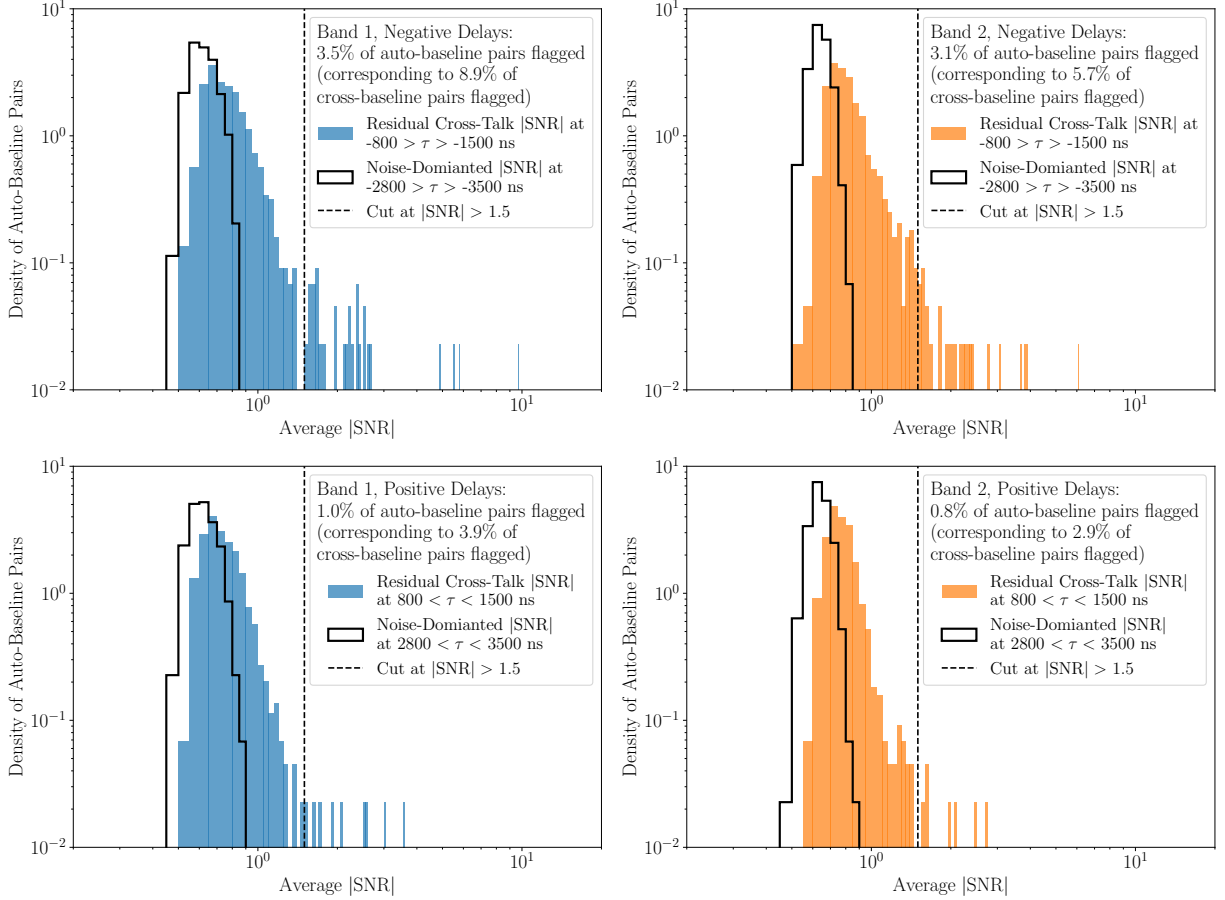 Band 1, Negative Delays:
3.5% of auto-baseline pairs flagged
(corresponding to 8.9% of
cross-baseline pairs flagged)
Residual Cross-Talk |SNR| at
-800 > τ > -1500 ns
Noise-Domianted |SNR| at
-2800 > τ > -3500 ns
Cut at |SNR| > 1.5
Density of Auto-Baseline Pairs
10^1
10^0
10^-1
10^-2
10^0
10^1
Average |SNR|
Band 2, Negative Delays:
3.1% of auto-baseline pairs flagged
(corresponding to 5.7% of
cross-baseline pairs flagged)
Residual Cross-Talk |SNR| at
-800 > τ > -1500 ns
Noise-Domianted |SNR| at
-2800 > τ > -3500 ns
Cut at |SNR| > 1.5
Density of Auto-Baseline Pairs
10^1
10^0
10^-1
10^-2
10^0
10^1
Average |SNR|
Band 1, Positive Delays:
1.0% of auto-baseline pairs flagged
(corresponding to 3.9% of
cross-baseline pairs flagged)
Residual Cross-Talk |SNR|
at 800 < τ < 1500 ns
Noise-Domianted |SNR|
at 2800 < τ < 3500 ns
Cut at |SNR| > 1.5
Density of Auto-Baseline Pairs
10^1
10^0
10^-1
10^-2
10^0
10^1
Average |SNR|
Band 2, Positive Delays:
0.8% of auto-baseline pairs flagged
(corresponding to 2.9% of
cross-baseline pairs flagged)
Residual Cross-Talk |SNR|
at 800 < τ < 1500 ns
Noise-Domianted |SNR|
at 2800 < τ < 3500 ns
Cut at |SNR| > 1.5
Density of Auto-Baseline Pairs
10^1
10^0
10^-1
10^-2
10^0
10^1
Average |SNR|